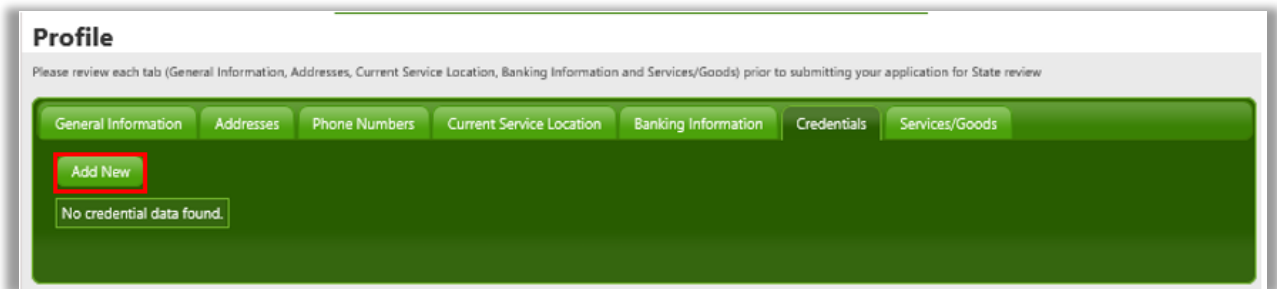 Profile
Please review each tab (General Information, Addresses, Current Service Location, Banking Information and Services/Goods) prior to submitting your application for State review
General Information Addresses Phone Numbers Current Service Location Banking Information Credentials Services/Goods
Add New
No credential data found.